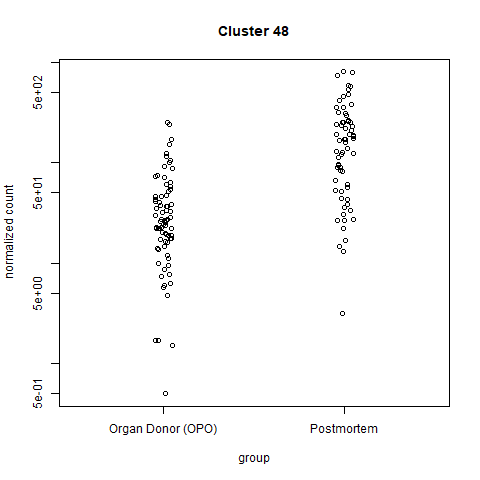 Cluster 48
normalized count
5e+02
5e+01
5e+00
5e-01
Organ Donor (OPO)
Postmortem
group